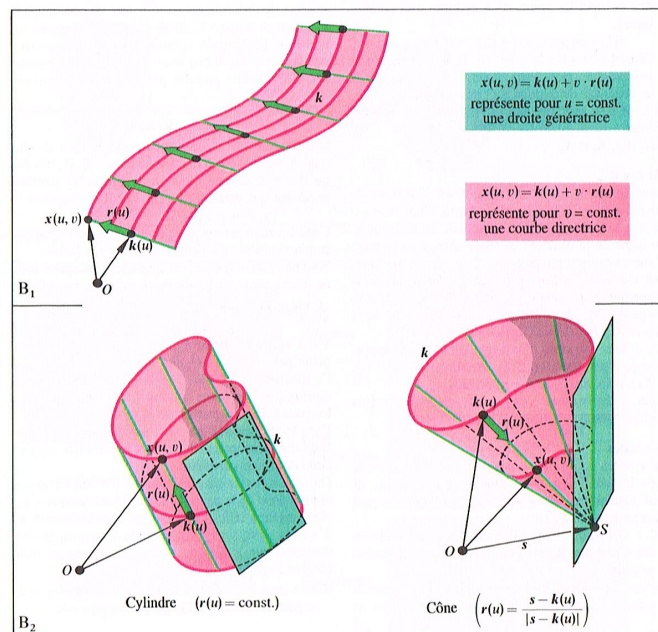 k
x(u, v) = k(u) + v · r(u)
représente pour u = const.
une droite génératrice
x(u, v) = k(u) + v · r(u)
représente pour v = const.
une courbe directrice
x(u, v)
r(u)
k(u)
O
B₁
k
x(u, v)
r(u)
k(u)
O
Cylindre (r(u) = const.)
k
k(u)
r(u)
x(u, v)
S
O
s
Cône (r(u) = s – k(u) / |s – k(u)|)
B₂